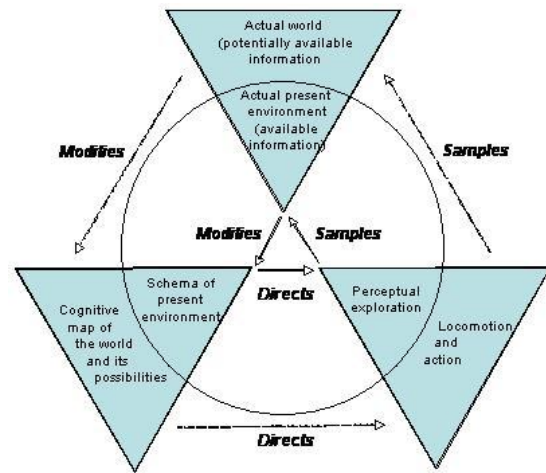 Actual world
(potentially available
information
Actual present
environment
(available
information)
Modifies
Samples
Modifies
Samples
Schema of
present
environment
Directs
Perceptual
exploration
Cognitive
map of
the world
and its
possibilities
Locomotion
and
action
Directs